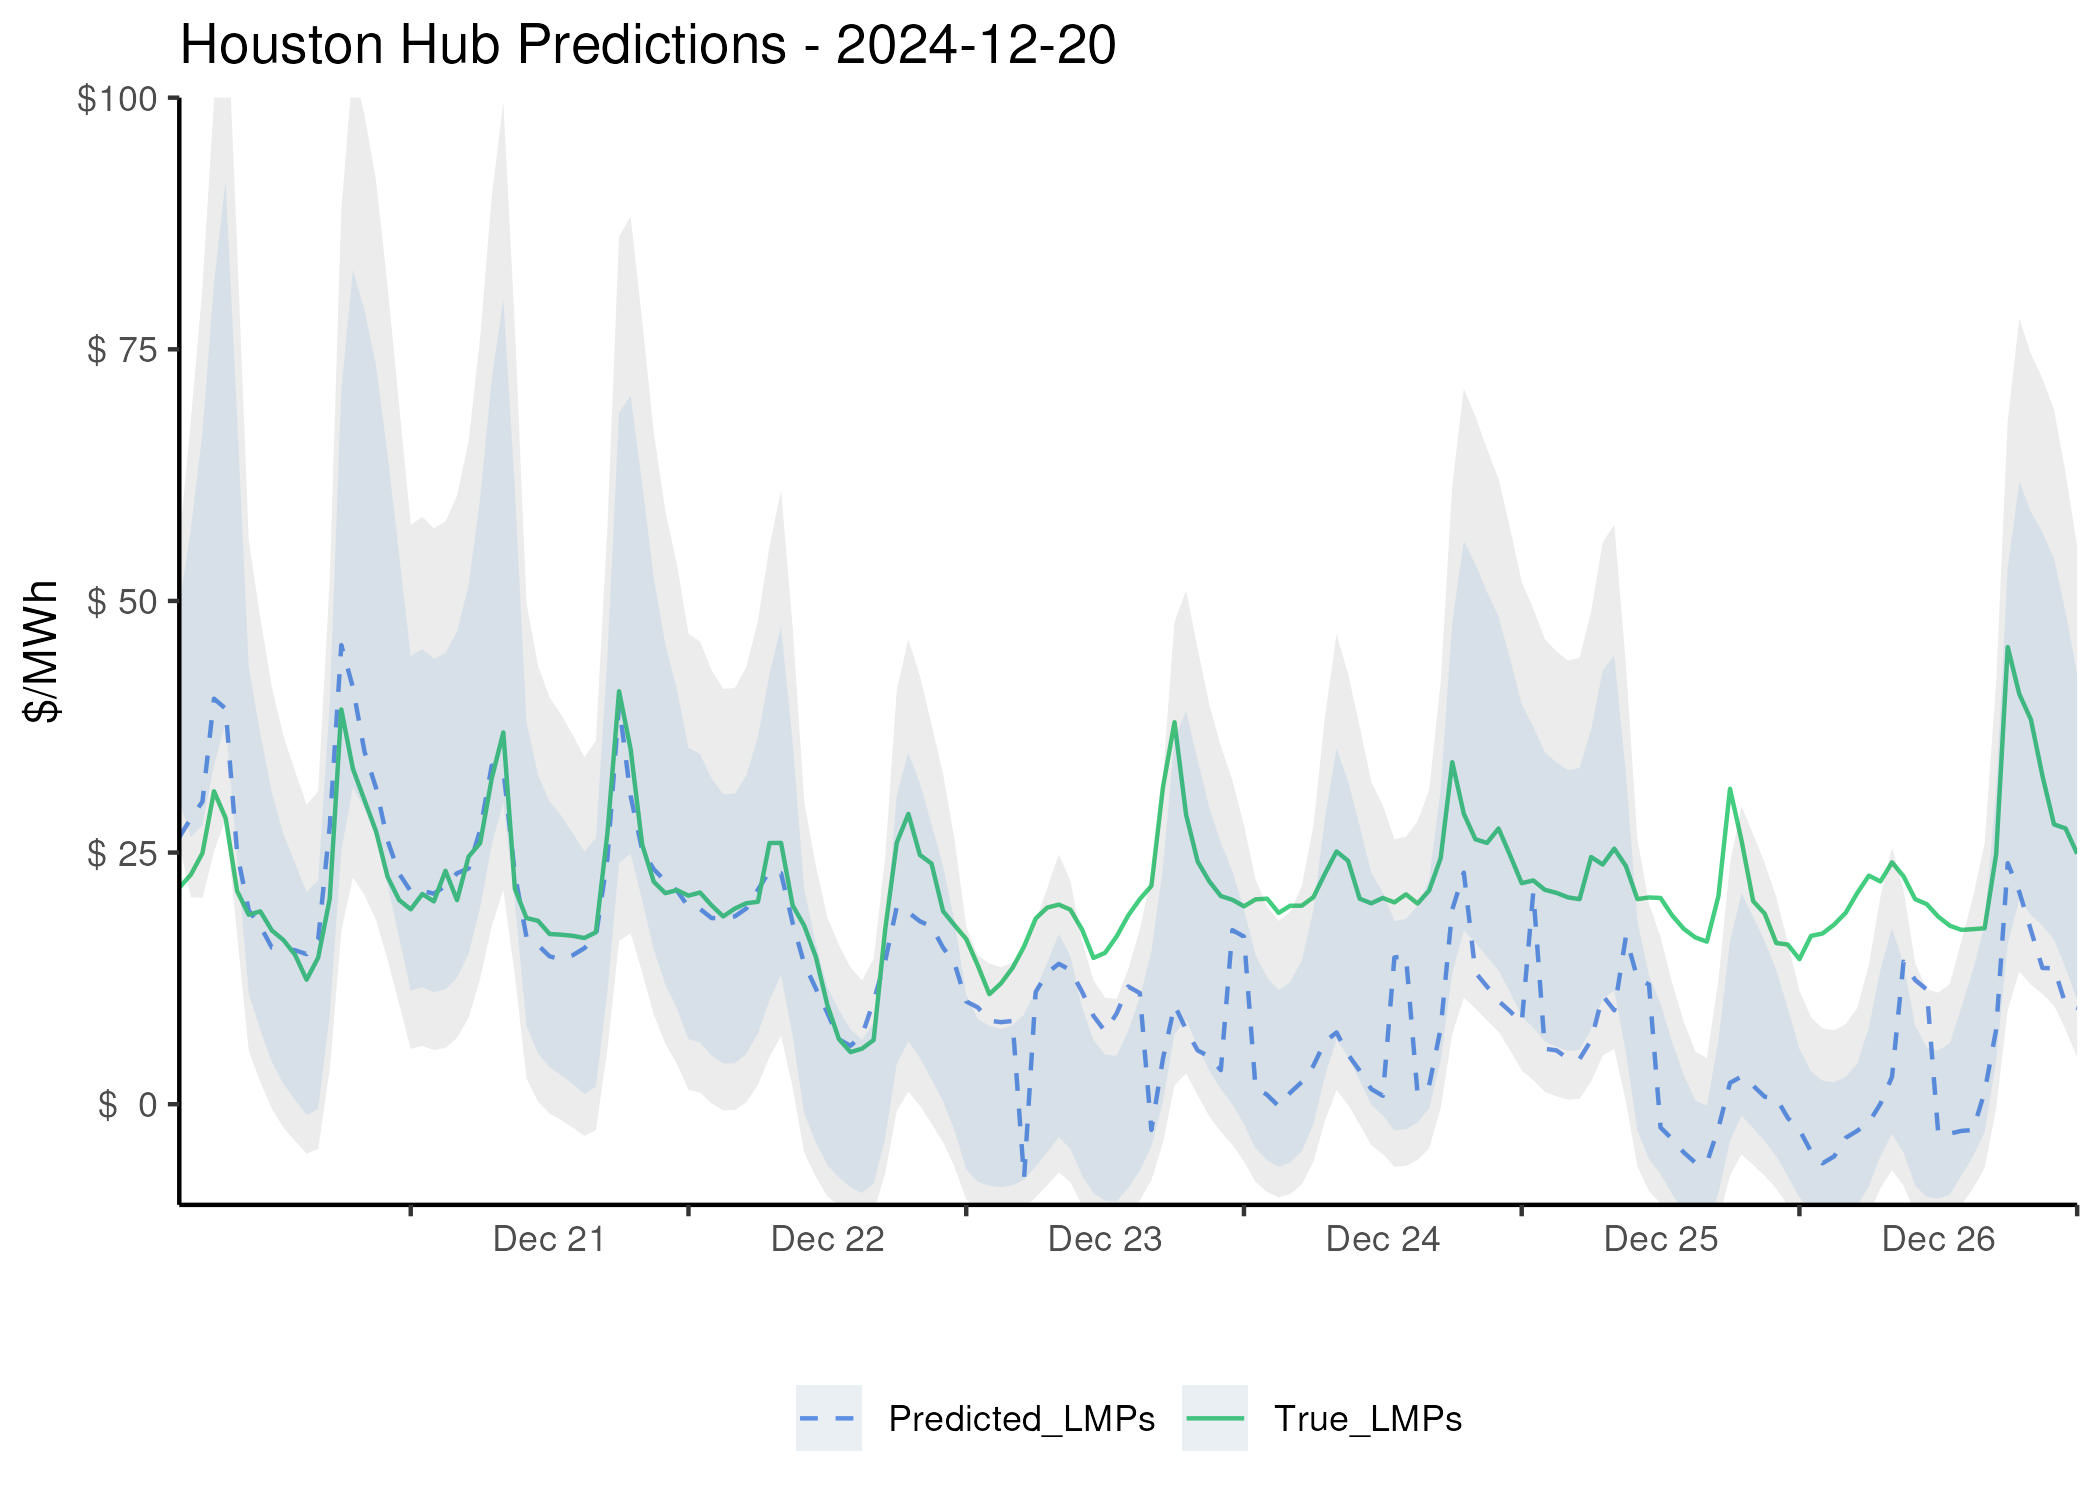 Houston Hub Predictions - 2024-12-20
$100
$ 75
$ 50
$ 25
$ 0
$/MWh
Dec 21 Dec 22 Dec 23 Dec 24 Dec 25 Dec 26
Predicted_LMPs True_LMPs